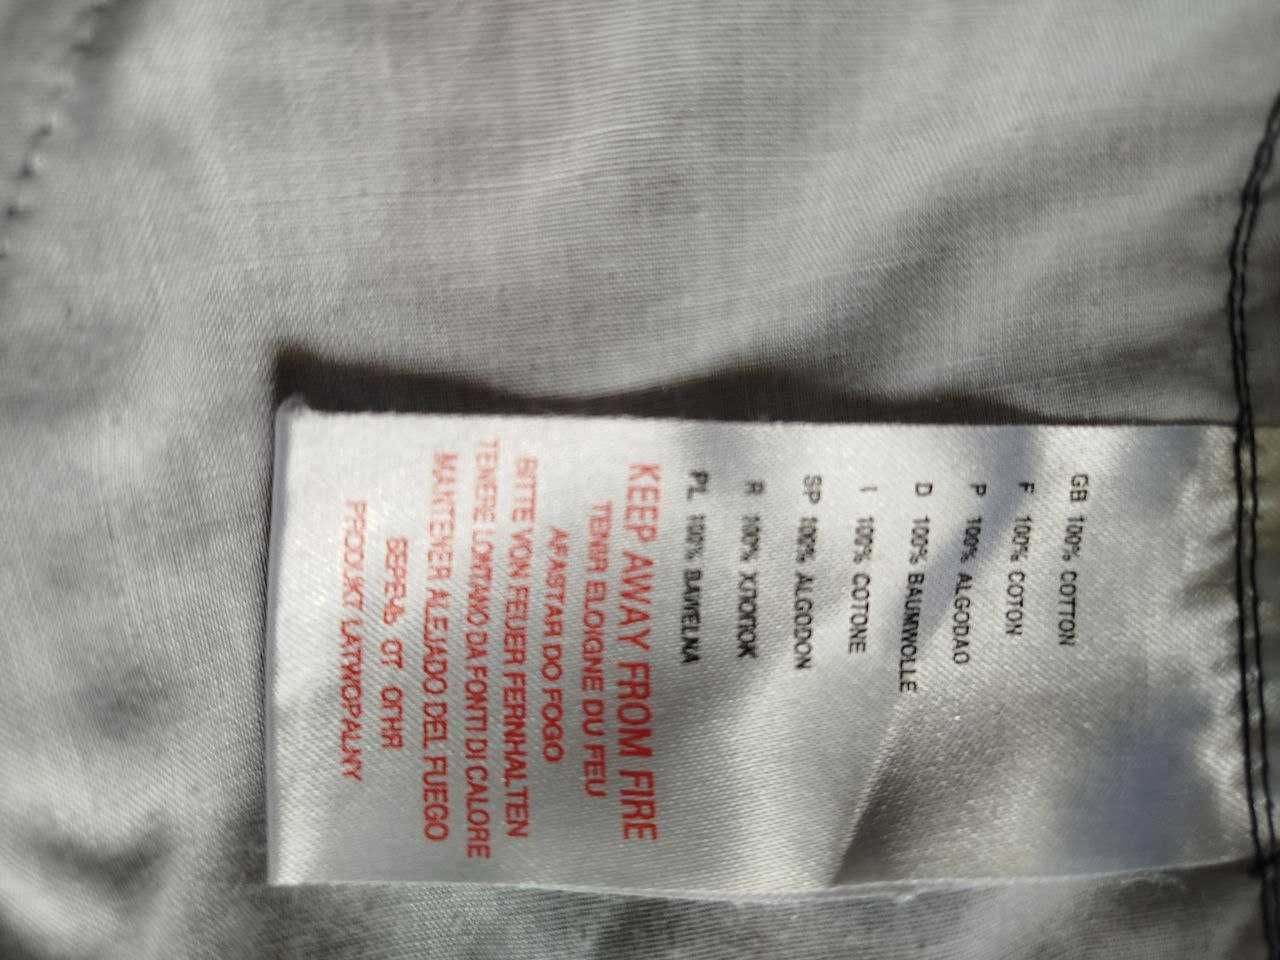 GB 100% COTTON
F 100% COTON
P 100% ALGODAO
D 100% BAUMWOLLE
I 100% COTONE
SP 100% ALGODON
R 100% ХЛОПОК
PL 100% BAWELNA
KEEP AWAY FROM FIRE
TENIR ELOIGNE DU FEU
AFASTAR DO FOGO
BITTE VON FEUER FERNHALTEN
TENERE LONTANO DA FONTI DI CALORE
MANTENER ALEJADO DEL FUEGO
БЕРЕЧЬ ОТ ОГНЯ
PRODUKT LATWOPALNY